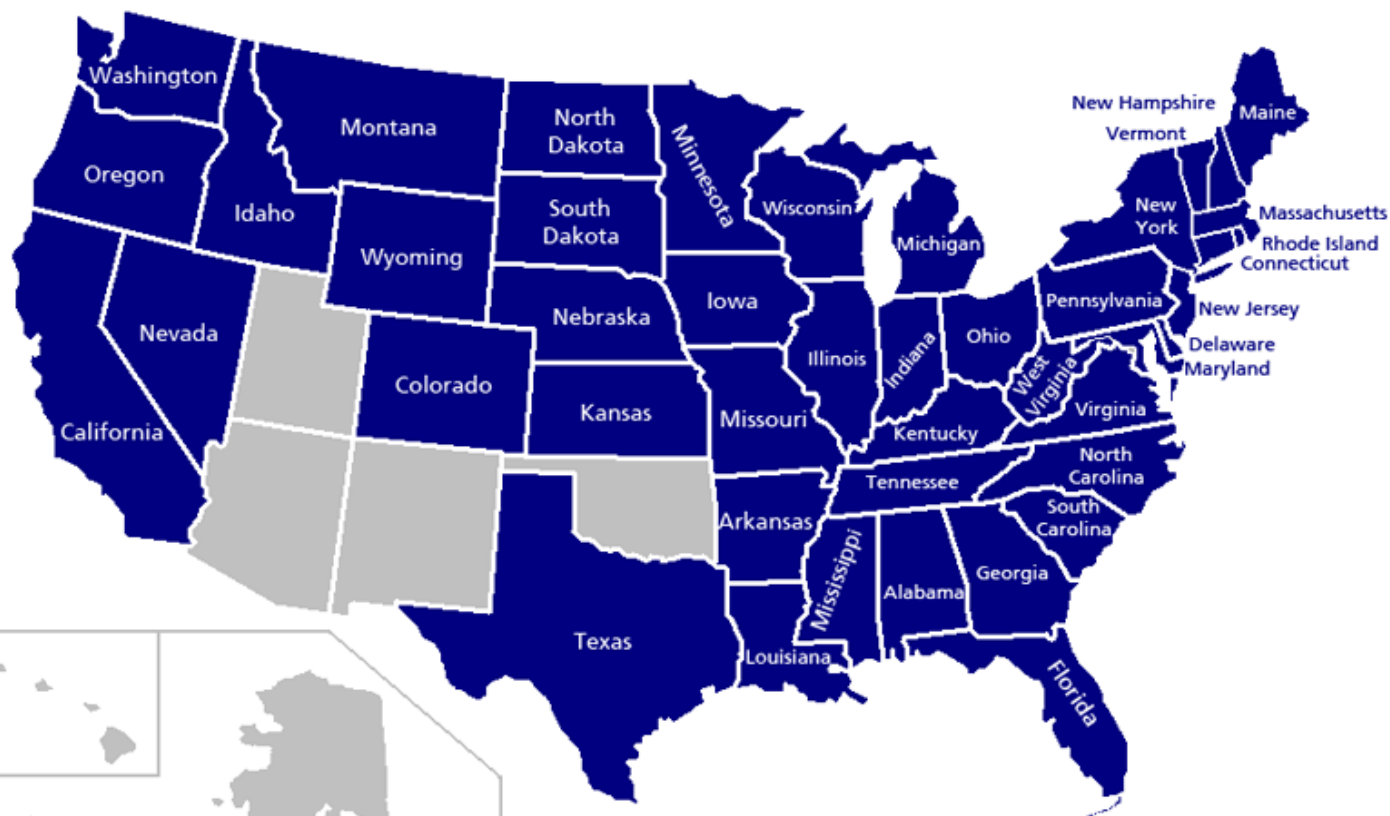 Washington
Montana
North
Dakota
Minnesota
New Hampshire
Maine
Vermont
Oregon
Idaho
South
Dakota
Wisconsin
New
York
Massachusetts
Wyoming
Michigan
Rhode Island
Connecticut
Nevada
Nebraska
Iowa
Pennsylvania
New Jersey
Colorado
Illinois
Indiana
Ohio
Delaware
Maryland
West
Virginia
California
Kansas
Missouri
Kentucky
Virginia
North
Carolina
Tennessee
Arkansas
South
Carolina
Mississippi
Alabama
Georgia
Texas
Louisiana
Florida